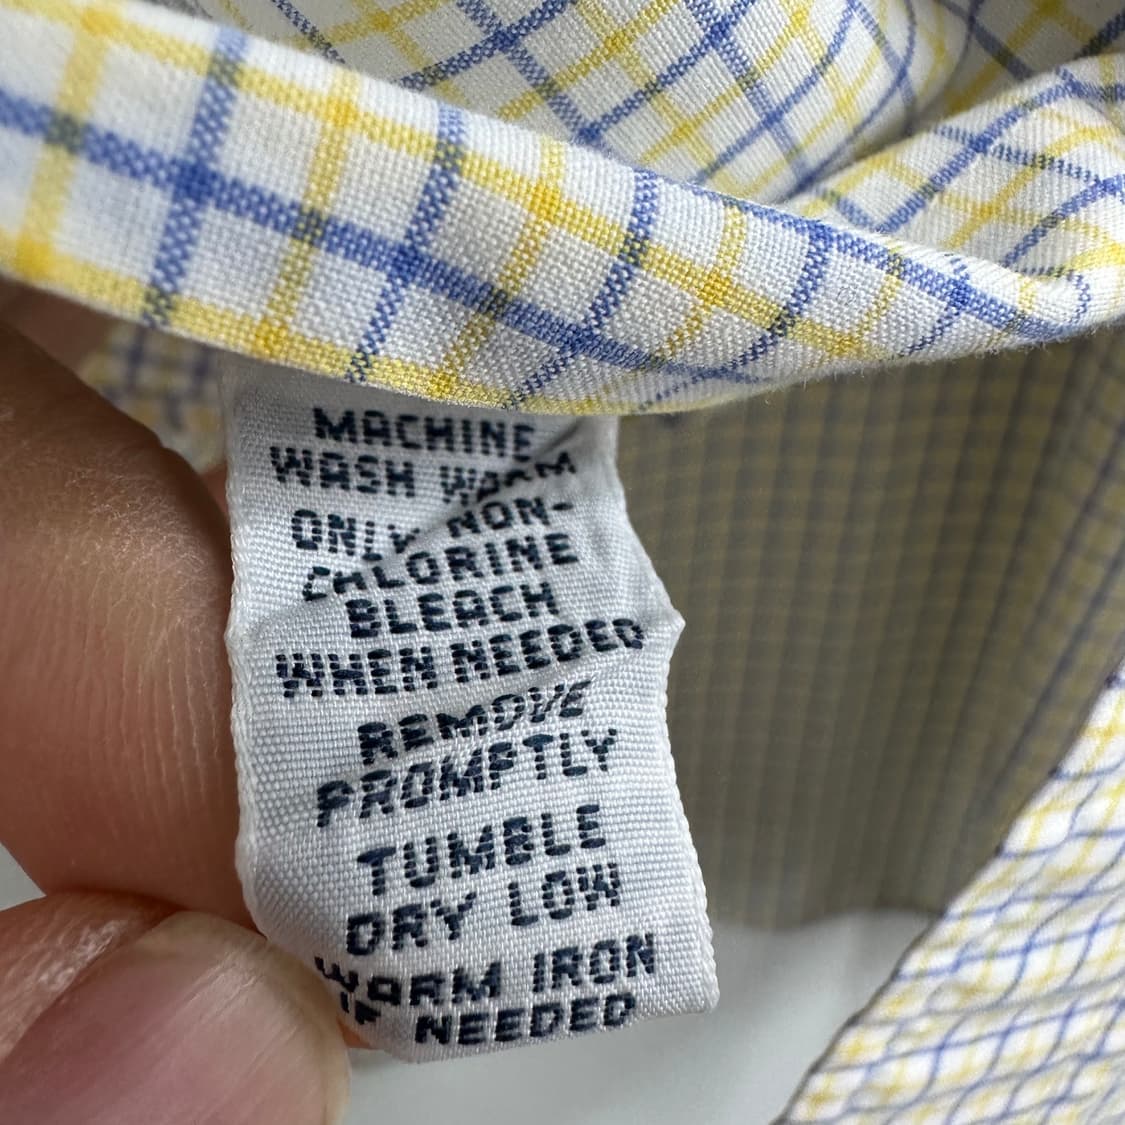 MACHINE
WASH WARM
ONLY NON-
CHLORINE
BLEACH
WHEN NEEDED
REMOVE
PROMPTLY
TUMBLE
DRY LOW
WARM IRON
IF NEEDED